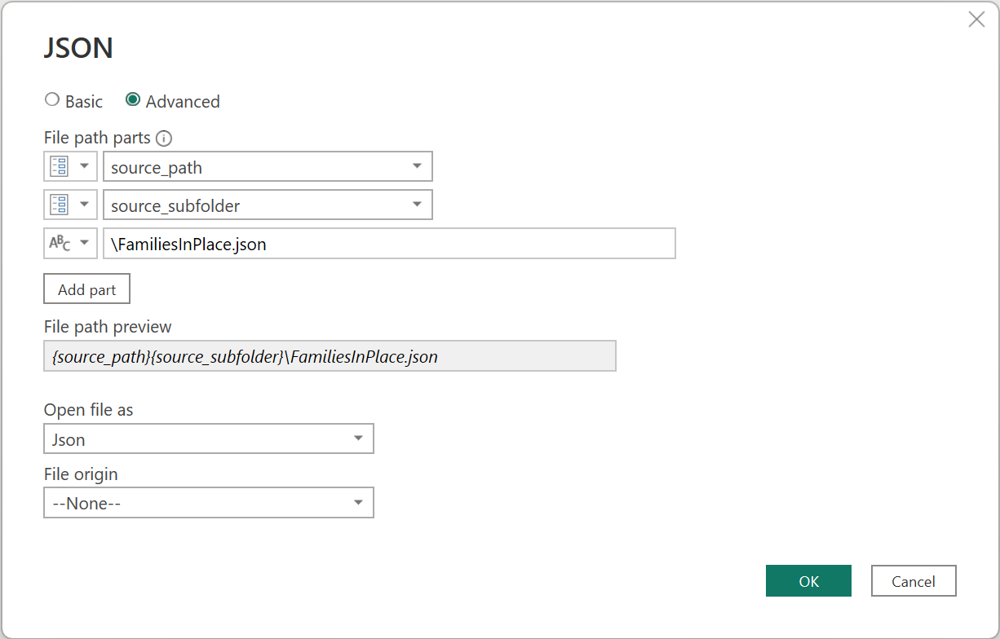 JSON
Basic Advanced
File path parts
source_path
source_subfolder
ABC \FamiliesInPlace.json
Add part
File path preview
{source_path}{source_subfolder}\FamiliesInPlace.json
Open file as
Json
File origin
--None--
OK Cancel